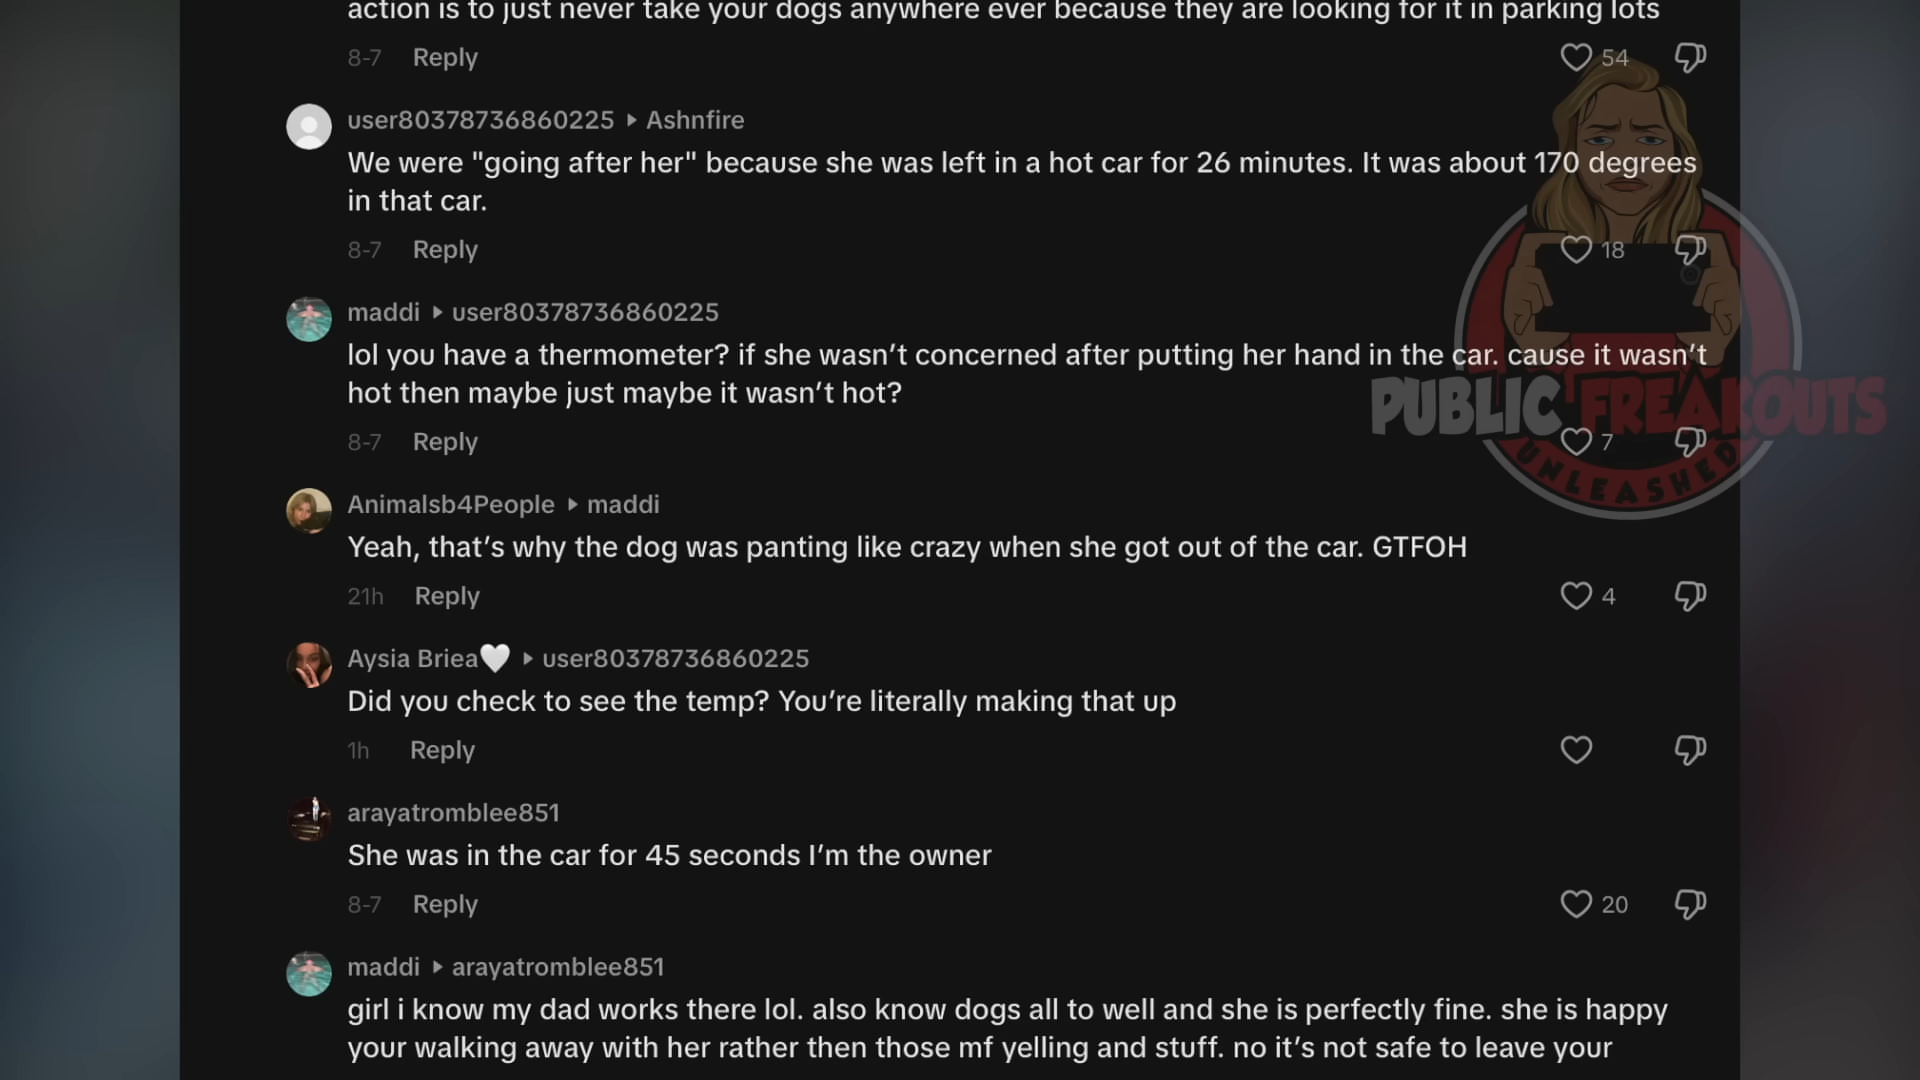 action is to just never take your dogs anywhere ever because they are looking for it in parking lots
8-7 Reply 54
user80378736860225 ▸ Ashnfire
We were "going after her" because she was left in a hot car for 26 minutes. It was about 170 degrees
in that car.
8-7 Reply 18
maddi ▸ user80378736860225
lol you have a thermometer? if she wasn’t concerned after putting her hand in the car. cause it wasn’t
hot then maybe just maybe it wasn’t hot?
PUBLIC FREAKOUTS
UNLEASHED
8-7 Reply 7
Animalsb4People ▸ maddi
Yeah, that’s why the dog was panting like crazy when she got out of the car. GTFOH
21h Reply 4
Aysia Briea🤍 ▸ user80378736860225
Did you check to see the temp? You’re literally making that up
1h Reply
arayatromblee851
She was in the car for 45 seconds I’m the owner
8-7 Reply 20
maddi ▸ arayatromblee851
girl i know my dad works there lol. also know dogs all to well and she is perfectly fine. she is happy
your walking away with her rather then those mf yelling and stuff. no it’s not safe to leave your